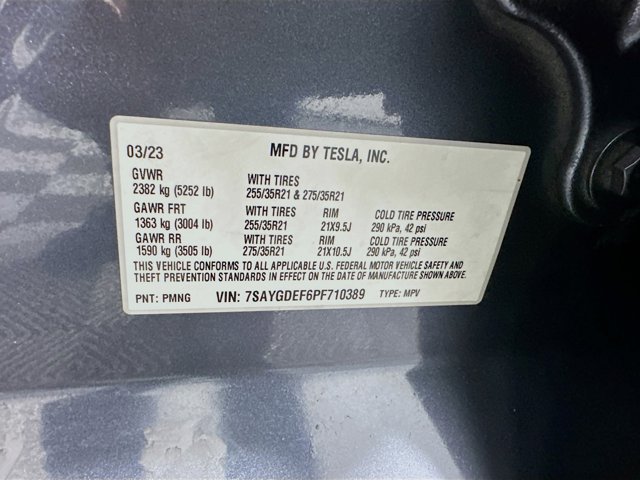 03/23 MFD BY TESLA, INC.
GVWR WITH TIRES
2382 kg (5252 lb) 255/35R21 & 275/35R21
GAWR FRT WITH TIRES RIM COLD TIRE PRESSURE
1363 kg (3004 lb) 255/35R21 21X9.5J 290 kPa, 42 psi
GAWR RR WITH TIRES RIM COLD TIRE PRESSURE
1590 kg (3505 lb) 275/35R21 21X10.5J 290 kPa, 42 psi
THIS VEHICLE CONFORMS TO ALL APPLICABLE U.S. FEDERAL MOTOR VEHICLE SAFETY AND
THEFT PREVENTION STANDARDS IN EFFECT ON THE DATE OF MANUFACTURE SHOWN ABOVE.
PNT: PMNG VIN: 7SAYGDEF6PF710389 TYPE: MPV